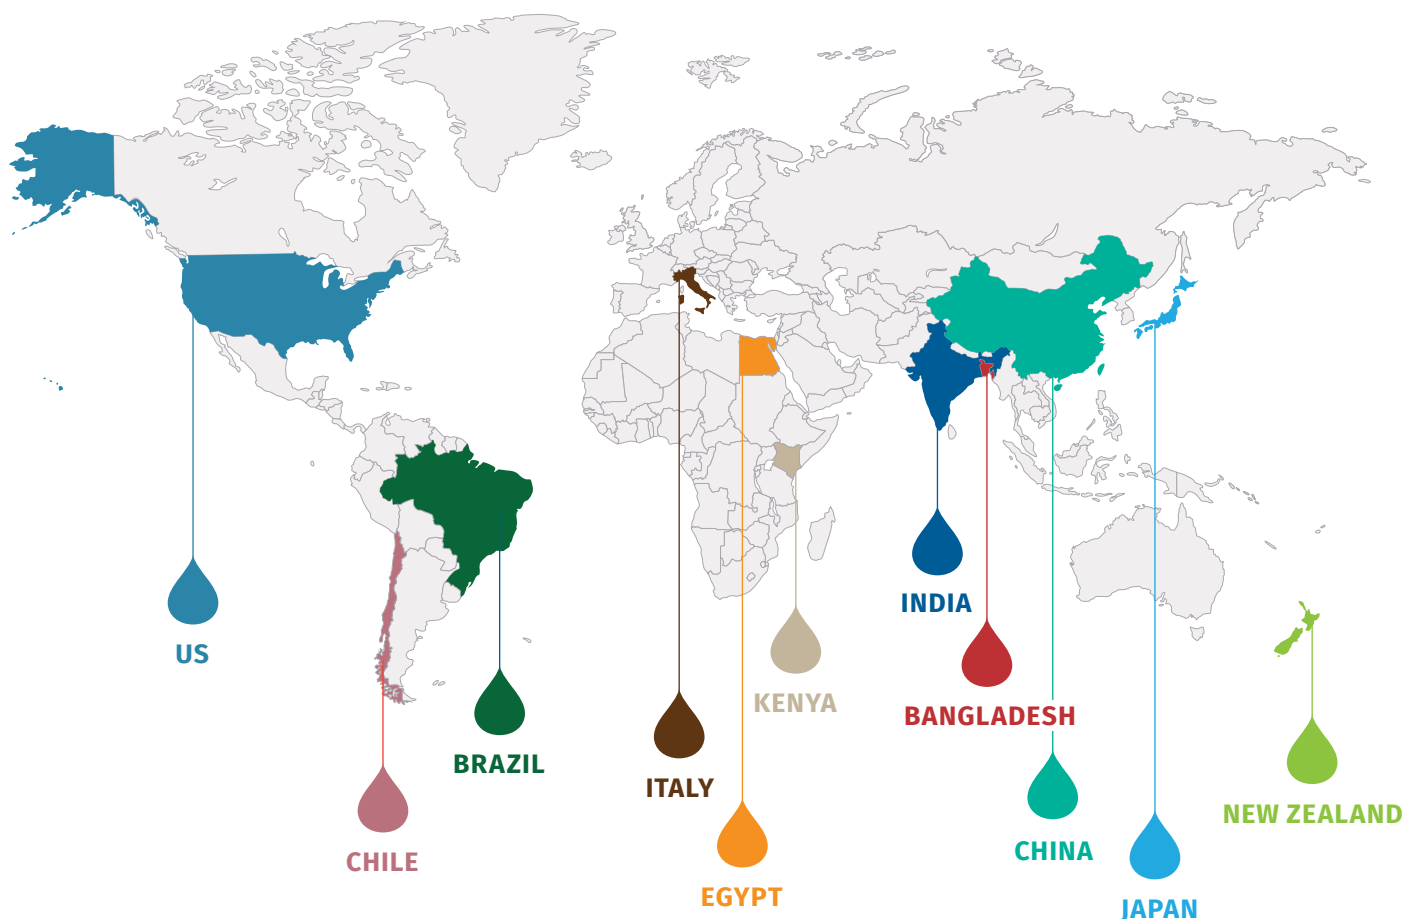 INDIA
US
KENYA
BANGLADESH
BRAZIL
ITALY
NEW ZEALAND
CHINA
CHILE
EGYPT
JAPAN